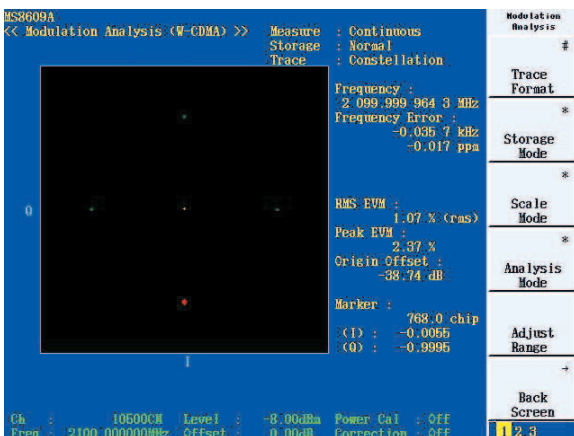 MS8609A
<< Modulation Analysis (W-CDMA) >>
Measure : Continuous
Storage : Normal
Trace : Constellation
Frequency :
2 099.999 964 3 MHz
Frequency Error :
-0.035 7 kHz
-0.017 ppm
RMS EVM :
1.07 % (rms)
Peak EVM :
2.37 %
Origin Offset :
-38.74 dB
Marker :
768.0 chip
(I) : -0.0055
(Q) : -0.9995
Q
I
Ch : 10500CH Level : -8.00dBm Power Cal : Off
Freq : 2100.000000MHz Offset : 0.00dB Correction : Off
Modulation
Analysis
#
Trace
Format
*
Storage
Mode
*
Scale
Mode
*
Analysis
Mode
Adjust
Range
→
Back
Screen
1 2 3